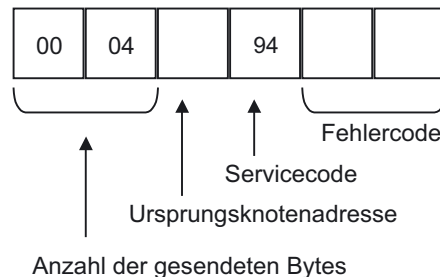 00 04 94
Fehlercode
Servicecode
Ursprungsknotenadresse
Anzahl der gesendeten Bytes